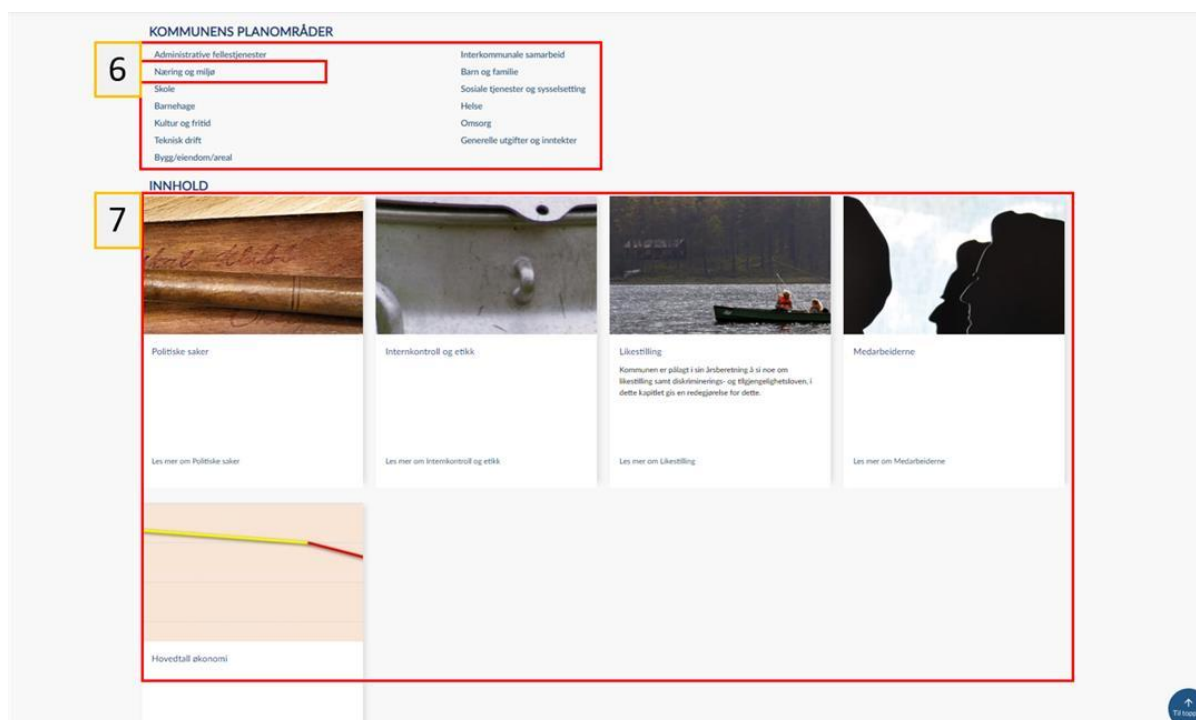 KOMMUNENS PLANOMRÅDER
6
Administrative fellestjenester
Næring og miljø
Skole
Barnehage
Kultur og fritid
Teknisk drift
Bygg/eiendom/areal
Interkommunale samarbeid
Barn og familie
Sosiale tjenester og sysselsetting
Helse
Omsorg
Generelle utgifter og inntekter
INNHOLD
7
Politiske saker
Les mer om Politiske saker
Internkontroll og etikk
Les mer om Internkontroll og etikk
Likestilling
Kommunen er pålagt i sin årsberetning å si noe om
likestilling samt diskriminerings- og tilgjengelighetsloven, i
dette kapitlet gis en redegjørelse for dette.
Les mer om Likestilling
Medarbeiderne
Les mer om Medarbeiderne
Hovedtall økonomi
Til topp